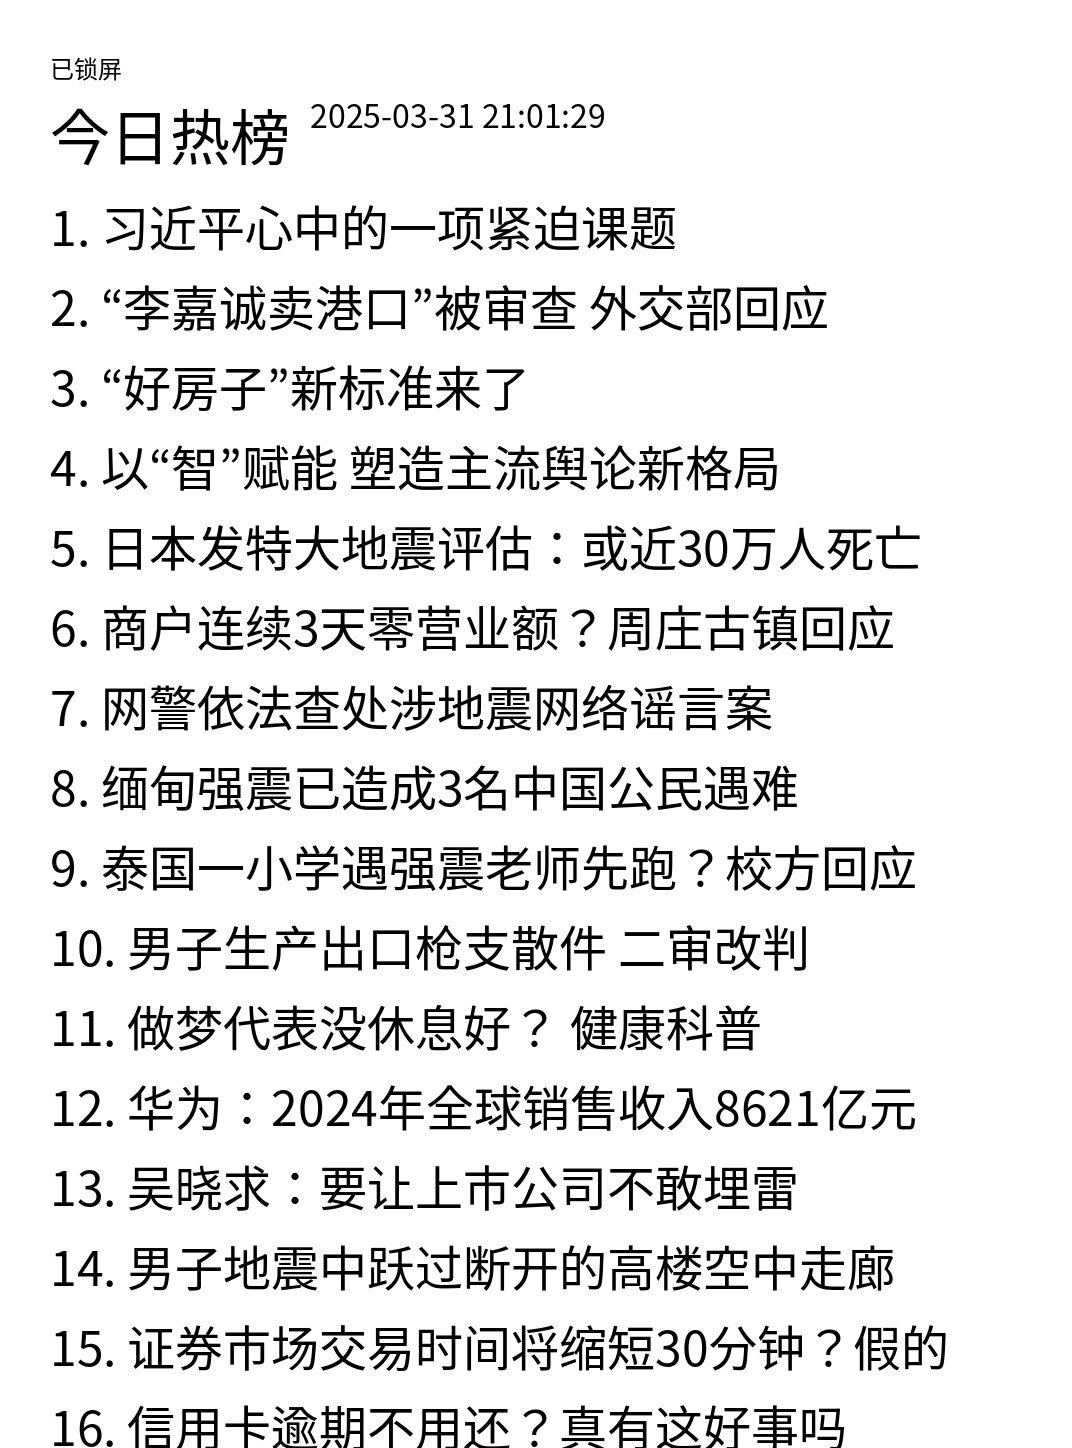 已锁屏
今日热榜 2025-03-31 21:01:29
1. 习近平心中的一项紧迫课题
2. “李嘉诚卖港口”被审查 外交部回应
3. “好房子”新标准来了
4. 以“智”赋能 塑造主流舆论新格局
5. 日本发特大地震评估：或近30万人死亡
6. 商户连续3天零营业额？周庄古镇回应
7. 网警依法查处涉地震网络谣言案
8. 缅甸强震已造成3名中国公民遇难
9. 泰国一小学遇强震老师先跑？校方回应
10. 男子生产出口枪支散件 二审改判
11. 做梦代表没休息好？ 健康科普
12. 华为：2024年全球销售收入8621亿元
13. 吴晓求：要让上市公司不敢埋雷
14. 男子地震中跃过断开的高楼空中走廊
15. 证券市场交易时间将缩短30分钟？假的
16. 信用卡逾期不用还？真有这好事吗